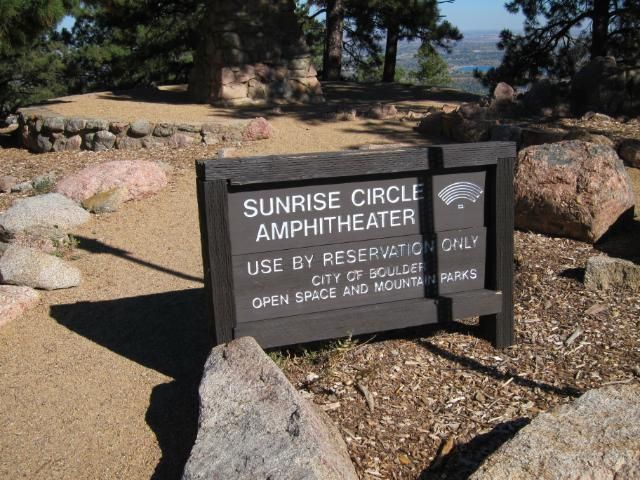 SUNRISE CIRCLE
AMPHITHEATER
USE BY RESERVATION ONLY
CITY OF BOULDER
OPEN SPACE AND MOUNTAIN PARKS